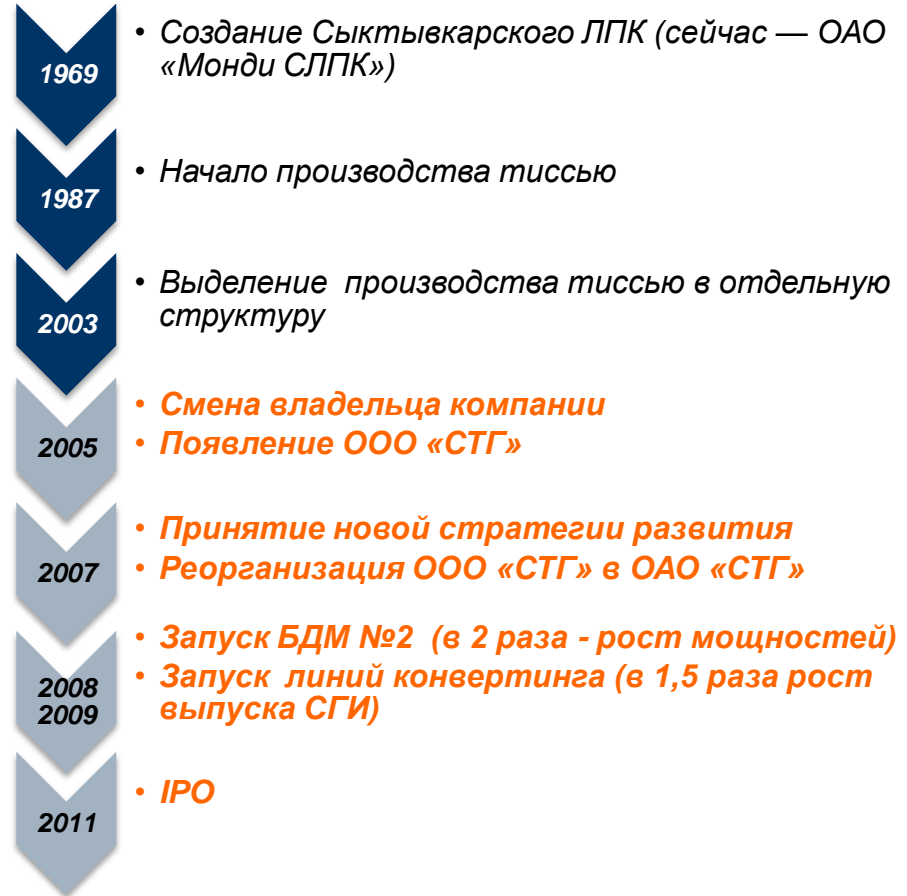 1969
• Создание Сыктывкарского ЛПК (сейчас — ОАО
«Монди СЛПК»)
1987
• Начало производства тиссью
2003
• Выделение производства тиссью в отдельную
структуру
2005
• Смена владельца компании
• Появление ООО «СТГ»
2007
• Принятие новой стратегии развития
• Реорганизация ООО «СТГ» в ОАО «СТГ»
2008
2009
• Запуск БДМ №2 (в 2 раза - рост мощностей)
• Запуск линий конвертинга (в 1,5 раза рост
выпуска СГИ)
2011
• IPO